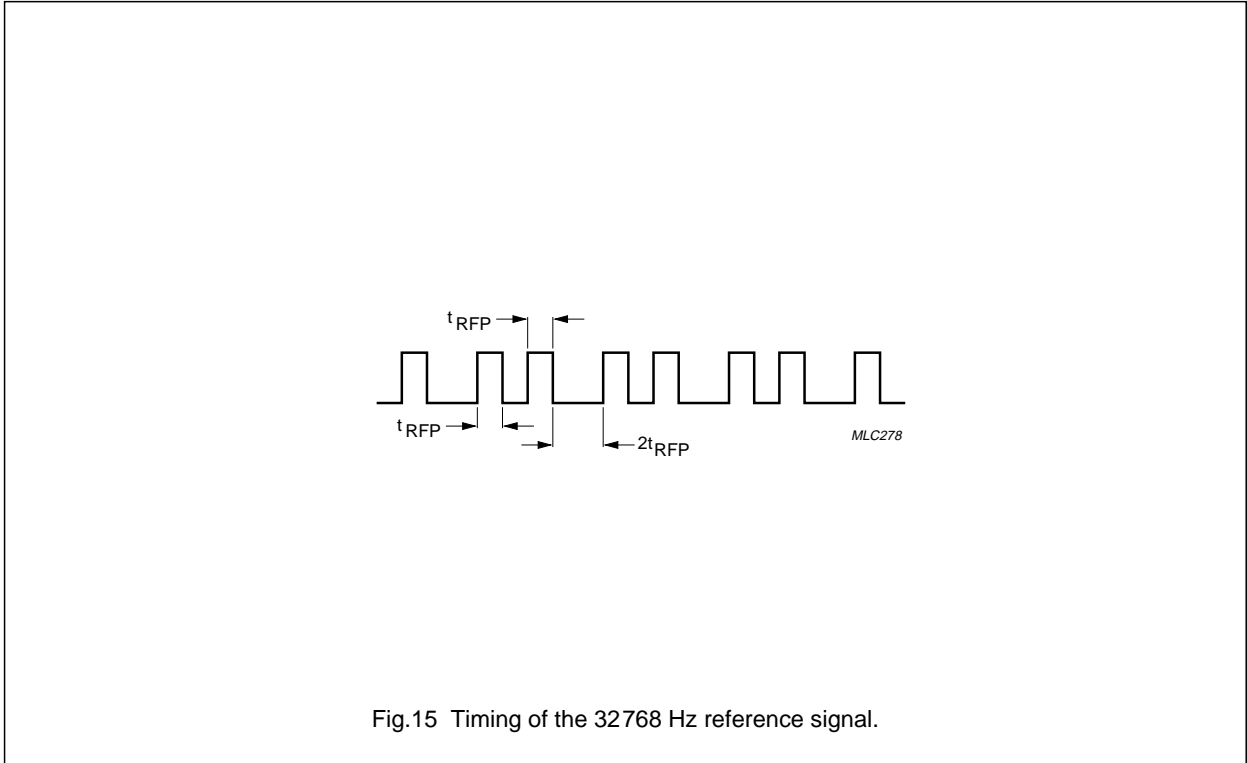 tRFP
tRFP
2tRFP
MLC278
Fig.15 Timing of the 32768 Hz reference signal.